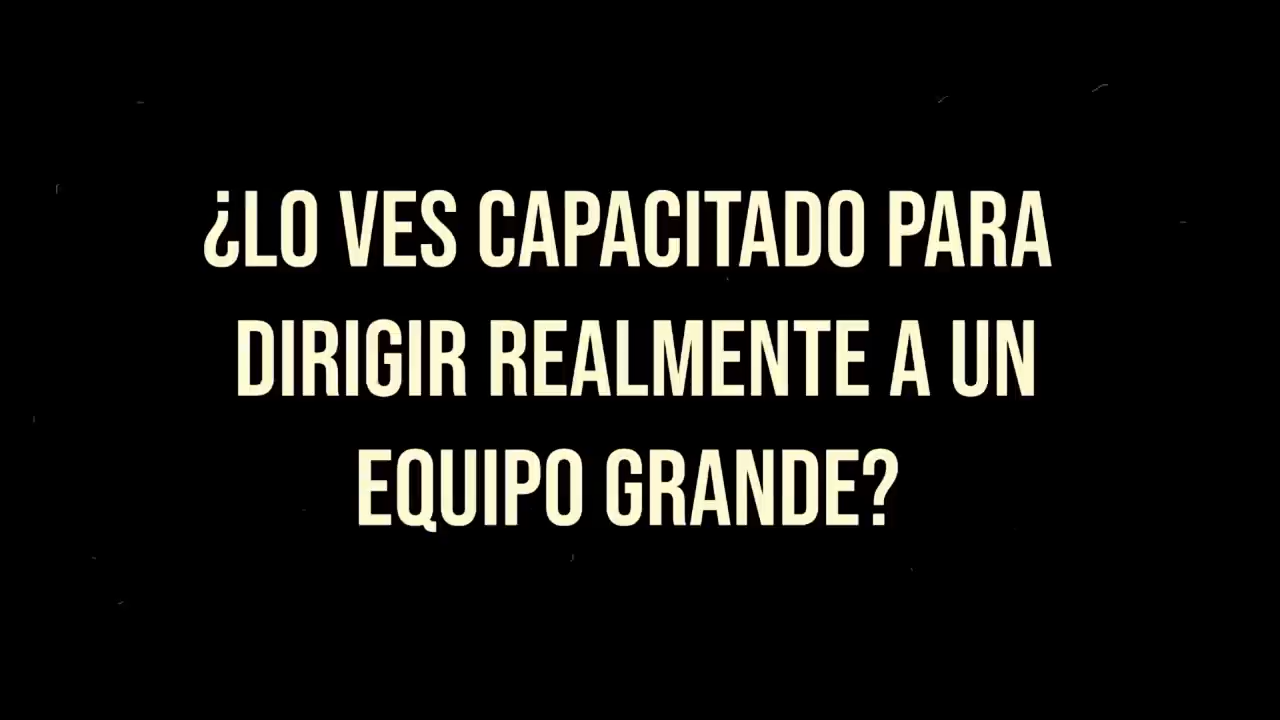 ¿LO VES CAPACITADO PARA
DIRIGIR REALMENTE A UN
EQUIPO GRANDE?